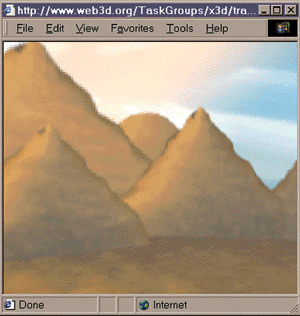 http://www.web3d.org/TaskGroups/x3d/tra...
File Edit View Favorites Tools Help
Done Internet